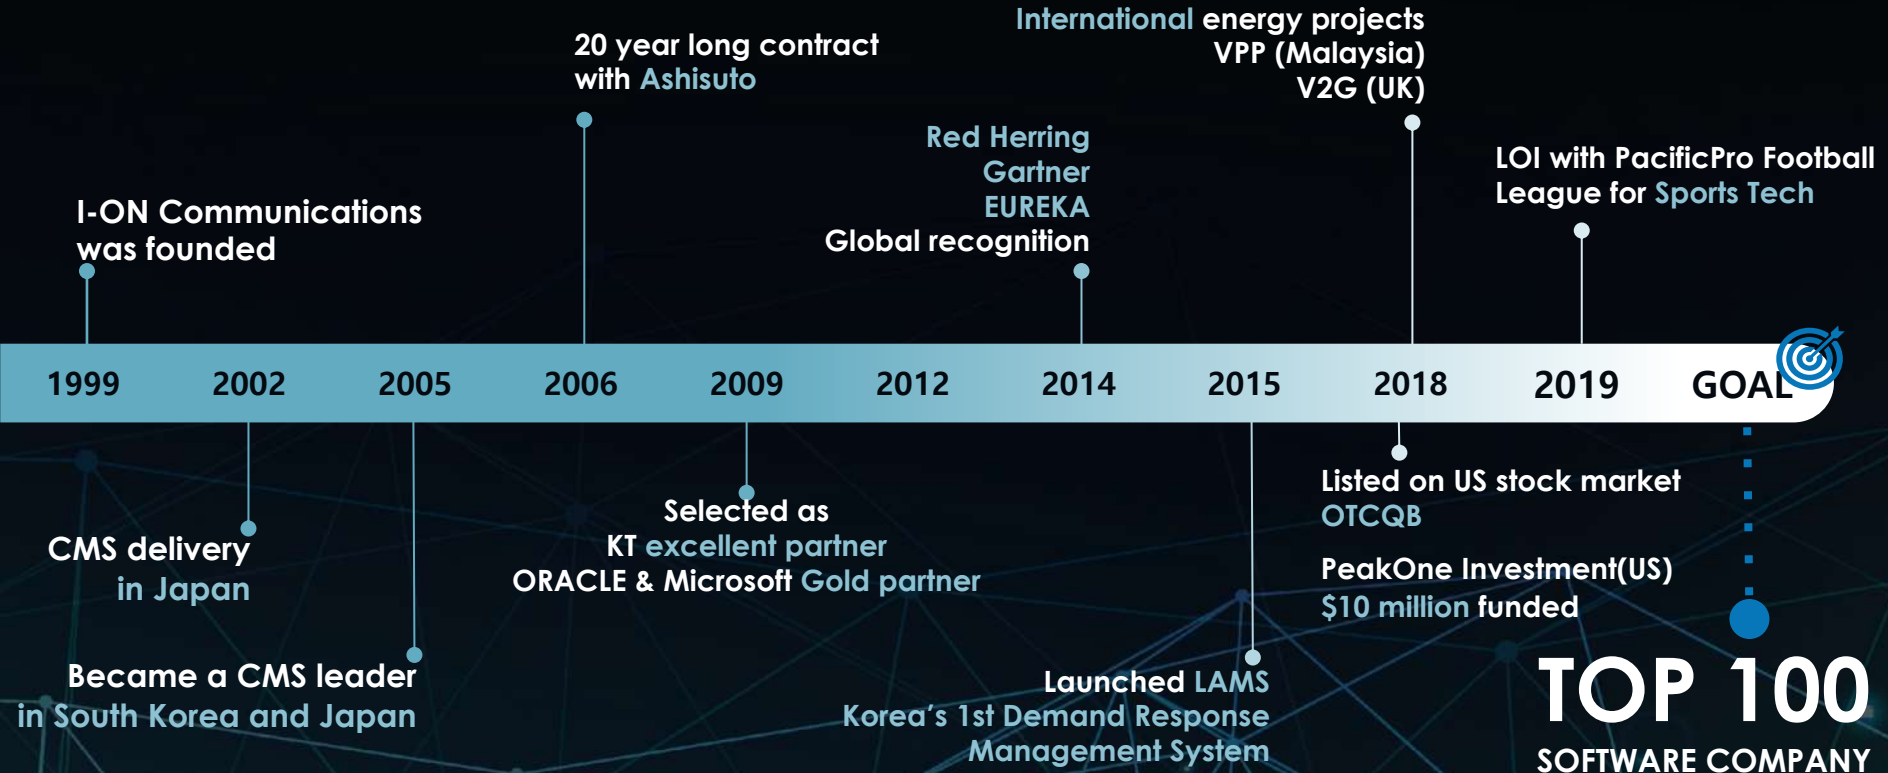 International energy projects
VPP (Malaysia)
V2G (UK)
20 year long contract
with Ashisuto
Red Herring
Gartner
EUREKA
Global recognition
LOI with PacificPro Football
League for Sports Tech
I-ON Communications
was founded
1999 2002 2005 2006 2009 2012 2014 2015 2018 2019 GOAL
CMS delivery
in Japan
Became a CMS leader
in South Korea and Japan
Selected as
KT excellent partner
ORACLE & Microsoft Gold partner
Launched LAMS
Korea’s 1st Demand Response
Management System
Listed on US stock market
OTCQB
PeakOne Investment(US)
$10 million funded
TOP 100
SOFTWARE COMPANY